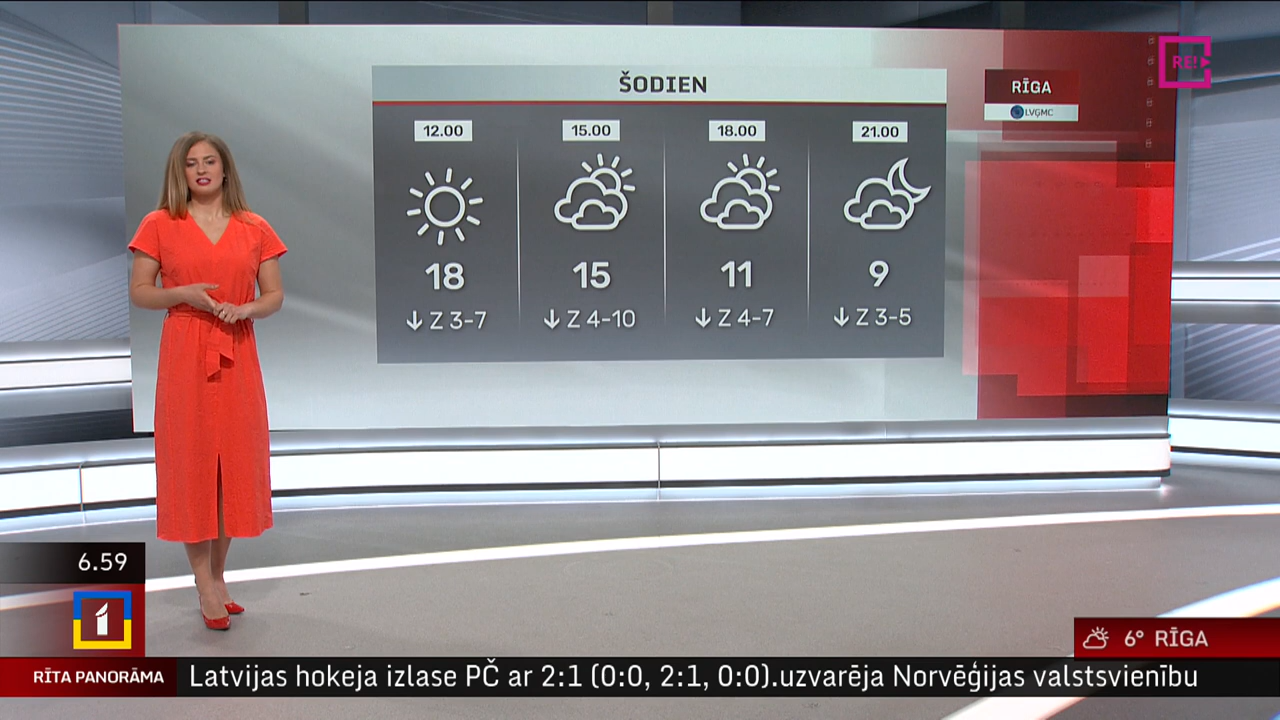 ŠODIEN
12.00
15.00
18.00
21.00
18
15
11
9
↓ Z 3-7
↓ Z 4-10
↓ Z 4-7
↓ Z 3-5
RĪGA
LVĢMC
RE!
6.59
1
6° RĪGA
RĪTA PANORĀMA
Latvijas hokeja izlase PČ ar 2:1 (0:0, 2:1, 0:0).uzvarēja Norvēģijas valstsvienību